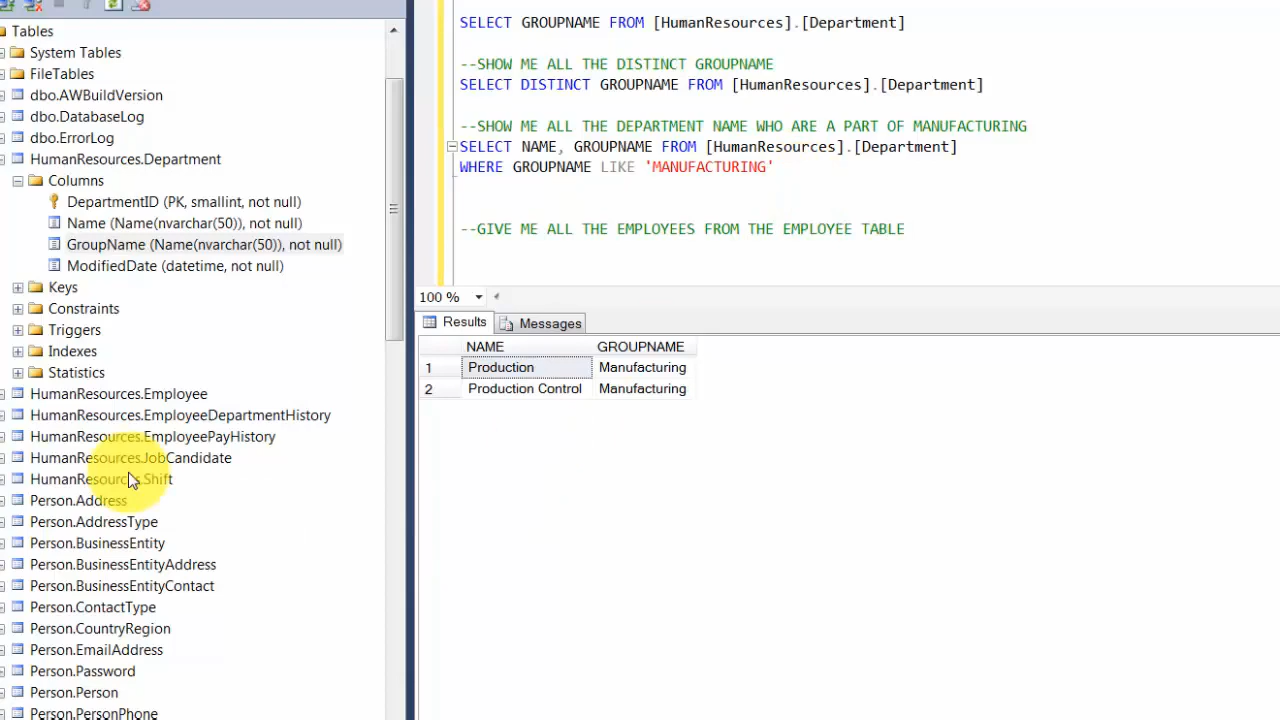 Tables
System Tables
FileTables
dbo.AWBuildVersion
dbo.DatabaseLog
dbo.ErrorLog
HumanResources.Department
Columns
DepartmentID (PK, smallint, not null)
Name (Name(nvarchar(50)), not null)
GroupName (Name(nvarchar(50)), not null)
ModifiedDate (datetime, not null)
Keys
Constraints
Triggers
Indexes
Statistics
HumanResources.Employee
HumanResources.EmployeeDepartmentHistory
HumanResources.EmployeePayHistory
HumanResources.JobCandidate
HumanResources.Shift
Person.Address
Person.AddressType
Person.BusinessEntity
Person.BusinessEntityAddress
Person.BusinessEntityContact
Person.ContactType
Person.CountryRegion
Person.EmailAddress
Person.Password
Person.Person
Person.PersonPhone
SELECT GROUPNAME FROM [HumanResources].[Department]
--SHOW ME ALL THE DISTINCT GROUPNAME
SELECT DISTINCT GROUPNAME FROM [HumanResources].[Department]
--SHOW ME ALL THE DEPARTMENT NAME WHO ARE A PART OF MANUFACTURING
SELECT NAME, GROUPNAME FROM [HumanResources].[Department]
WHERE GROUPNAME LIKE 'MANUFACTURING'
--GIVE ME ALL THE EMPLOYEES FROM THE EMPLOYEE TABLE
100 %
Results Messages
NAME GROUPNAME
1 Production Manufacturing
2 Production Control Manufacturing